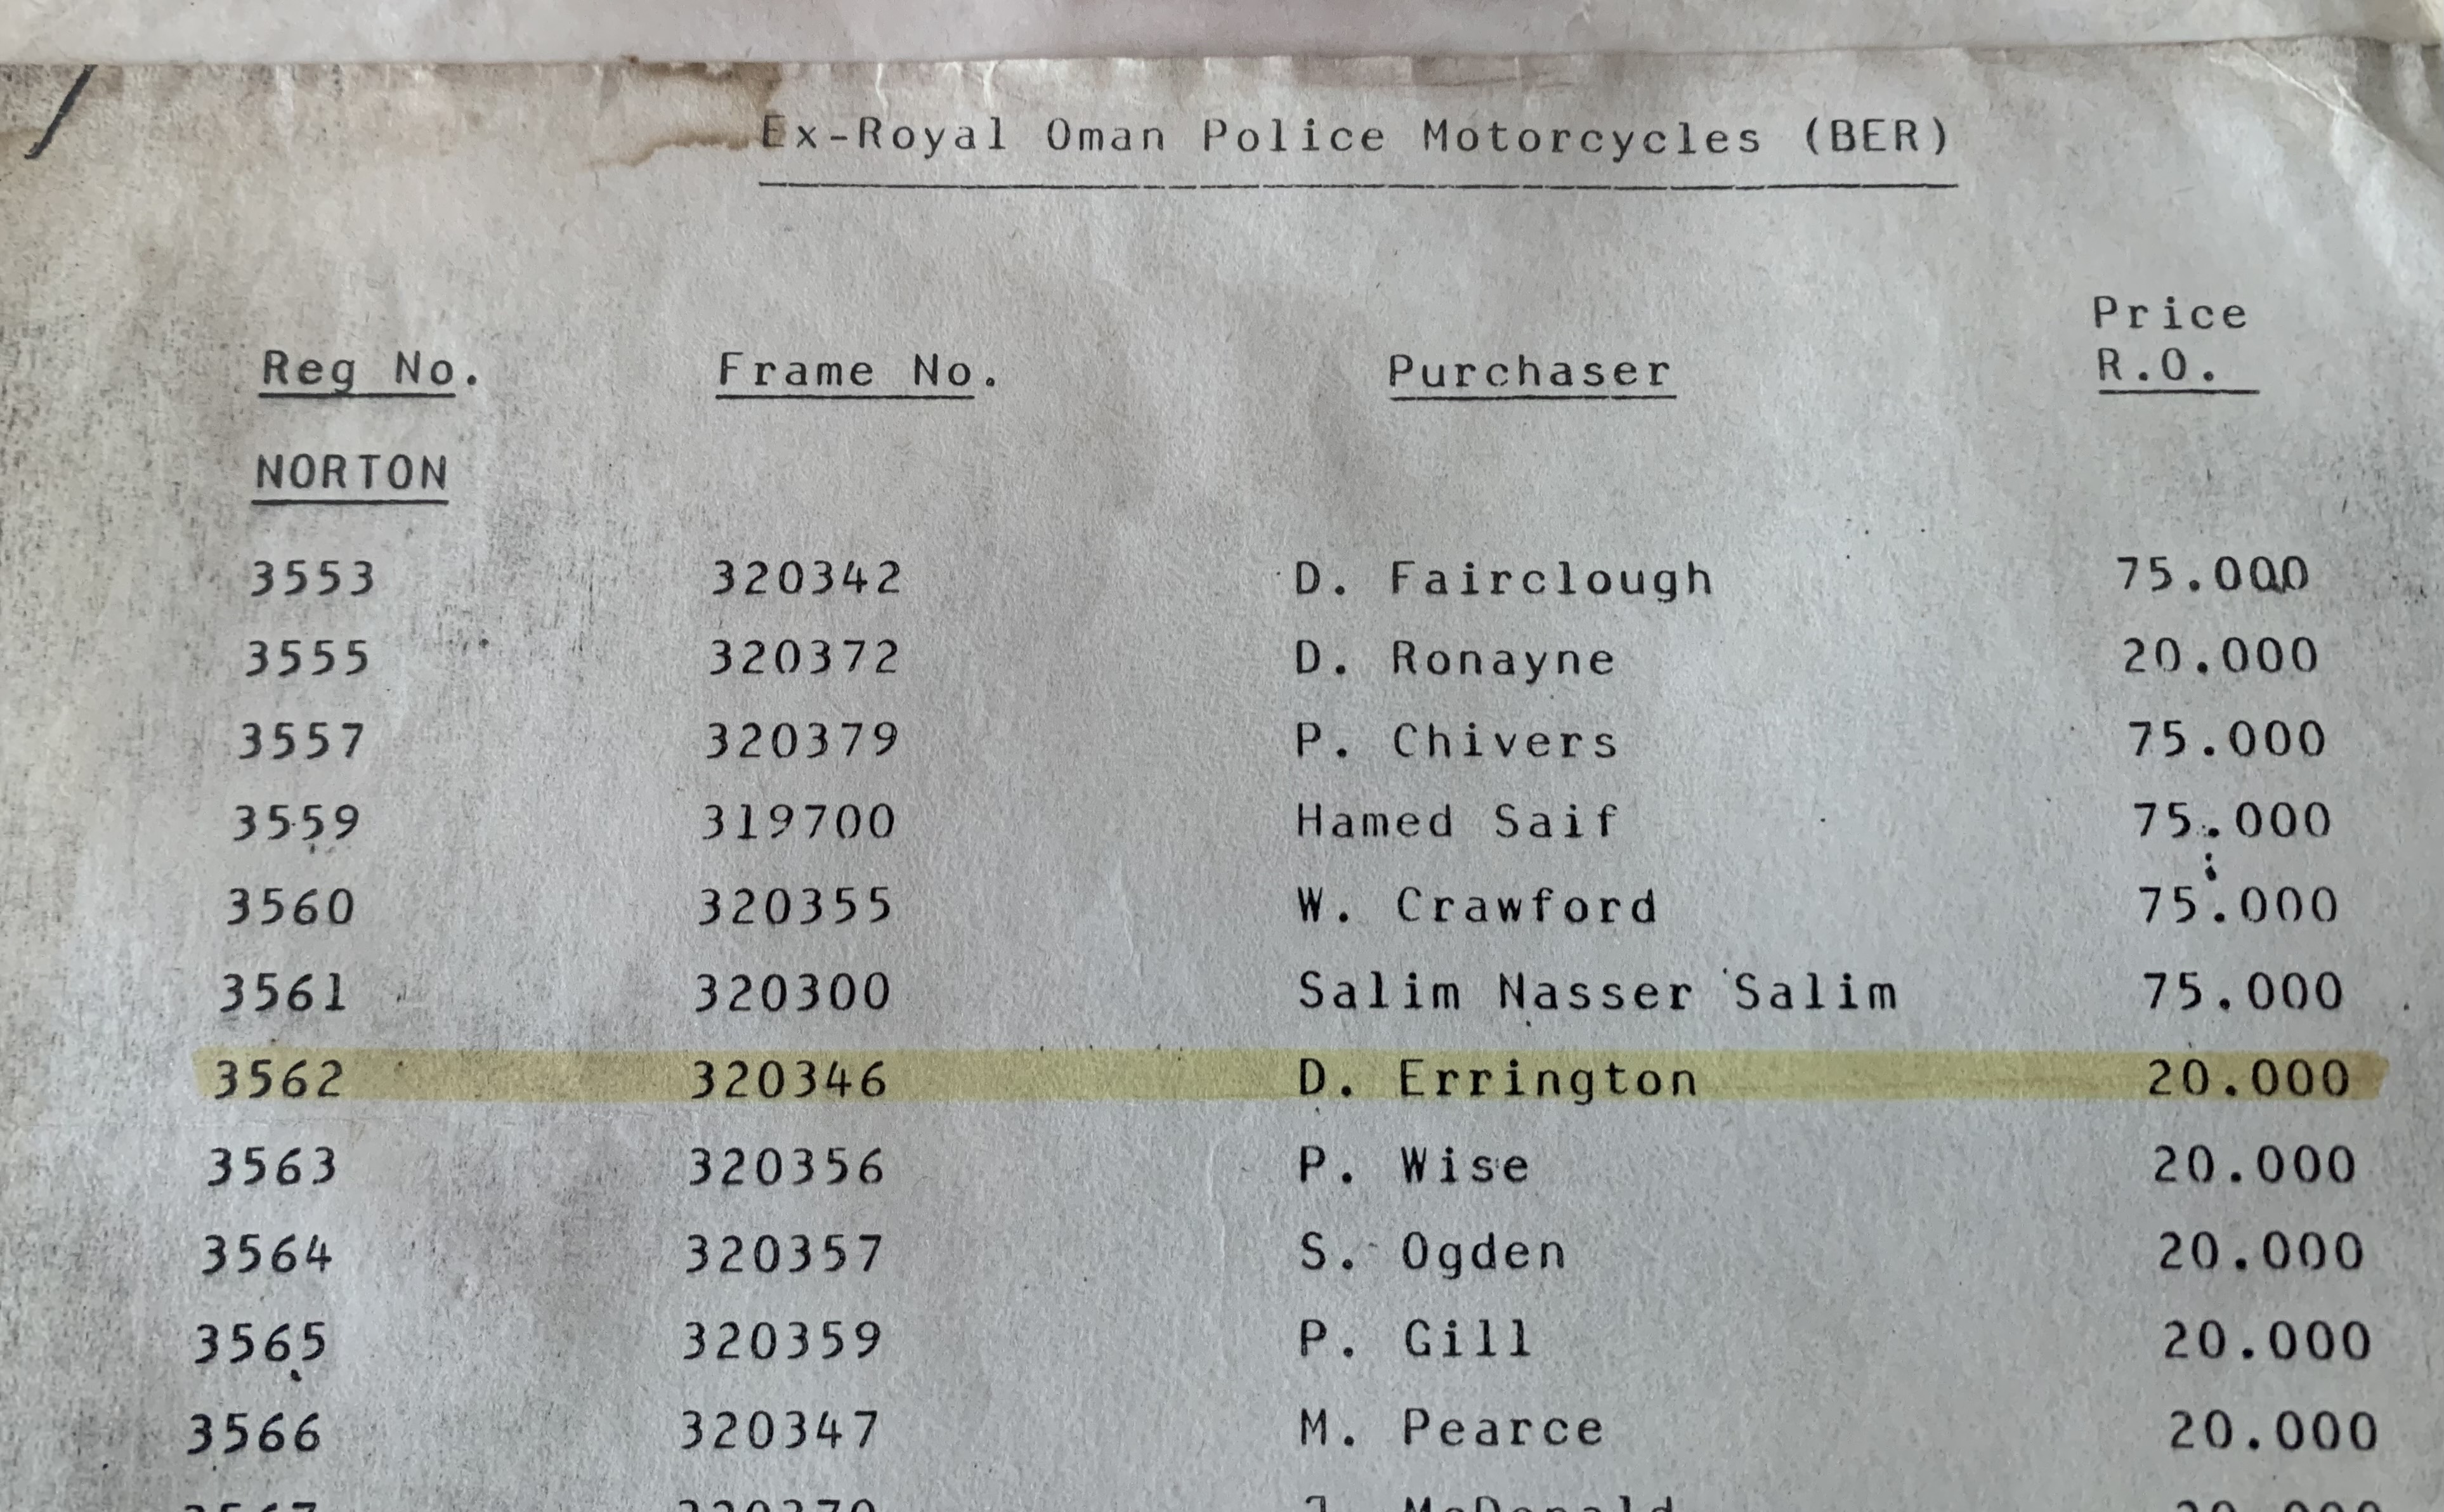 Ex-Royal Oman Police Motorcycles (BER)
Price
Reg No. Frame No. Purchaser R.O.
NORTON
3553 320342 D. Fairclough 75.000
3555 320372 D. Ronayne 20.000
3557 320379 P. Chivers 75.000
3559 319700 Hamed Saif 75.000
3560 320355 W. Crawford 75.000
3561 320300 Salim Nasser Salim 75.000
3562 320346 D. Errington 20.000
3563 320356 P. Wise 20.000
3564 320357 S. Ogden 20.000
3565 320359 P. Gill 20.000
3566 320347 M. Pearce 20.000
McDonald